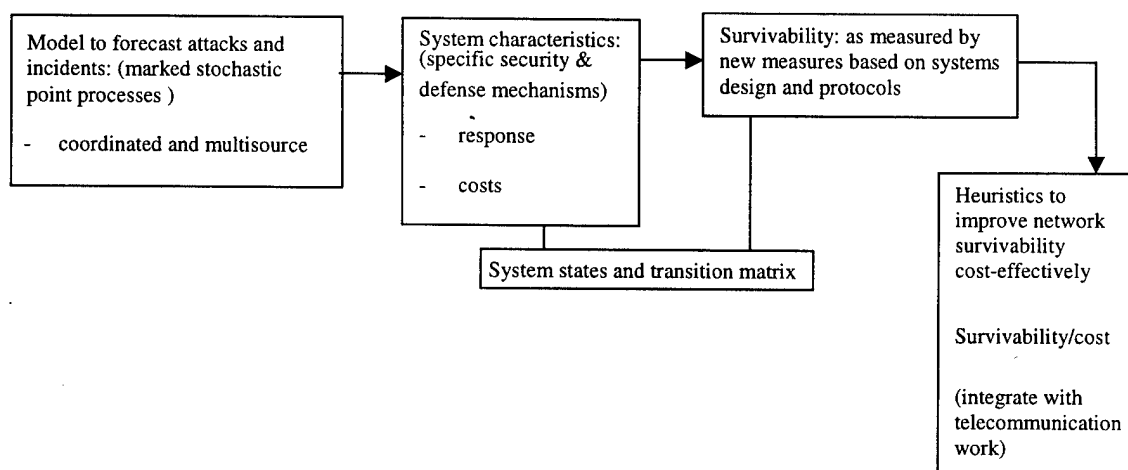 Model to forecast attacks and
incidents: (marked stochastic
point processes )
- coordinated and multisource
System characteristics:
(specific security &
defense mechanisms)
- response
- costs
Survivability: as measured by
new measures based on systems
design and protocols
System states and transition matrix
Heuristics to
improve network
survivability
cost-effectively
Survivability/cost
(integrate with
telecommunication
work)